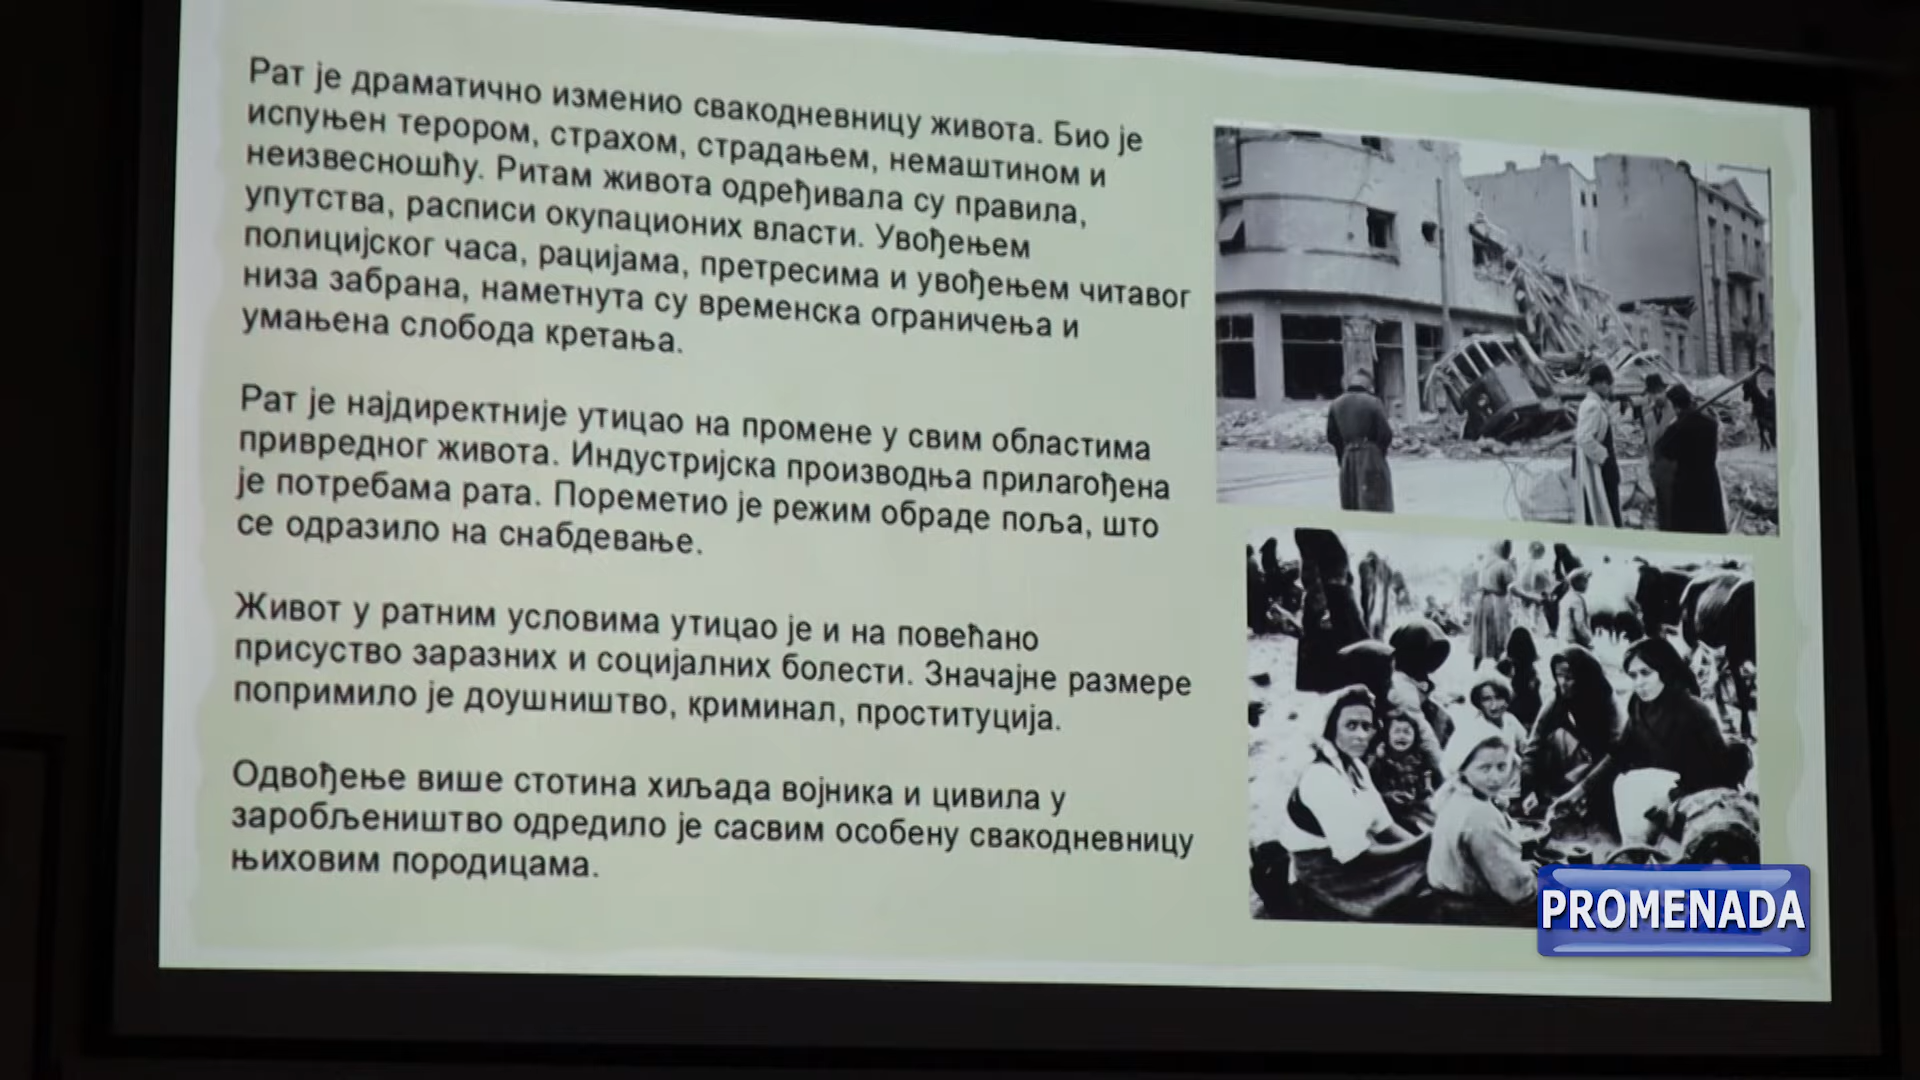 Рат је драматично изменио свакодневницу живота. Био је
испуњен терором, страхом, страдањем, немаштином и
неизвесношћу. Ритам живота одређивала су правила,
упутства, расписи окупационих власти. Увођењем
полицијског часа, рацијама, претресима и увођењем читавог
низа забрана, наметнута су временска ограничења и
умањена слобода кретања.
Рат је најдиректније утицао на промене у свим областима
привредног живота. Индустријска производња прилагођена
је потребама рата. Пореметио је режим обраде поља, што
се одразило на снабдевање.
Живот у ратним условима утицао је и на повећано
присуство заразних и социјалних болести. Значајне размере
попримило је доушништво, криминал, проституција.
Одвођење више стотина хиљада војника и цивила у
заробљеништво одредило је сасвим особену свакодневницу
њиховим породицама.
PROMENADA